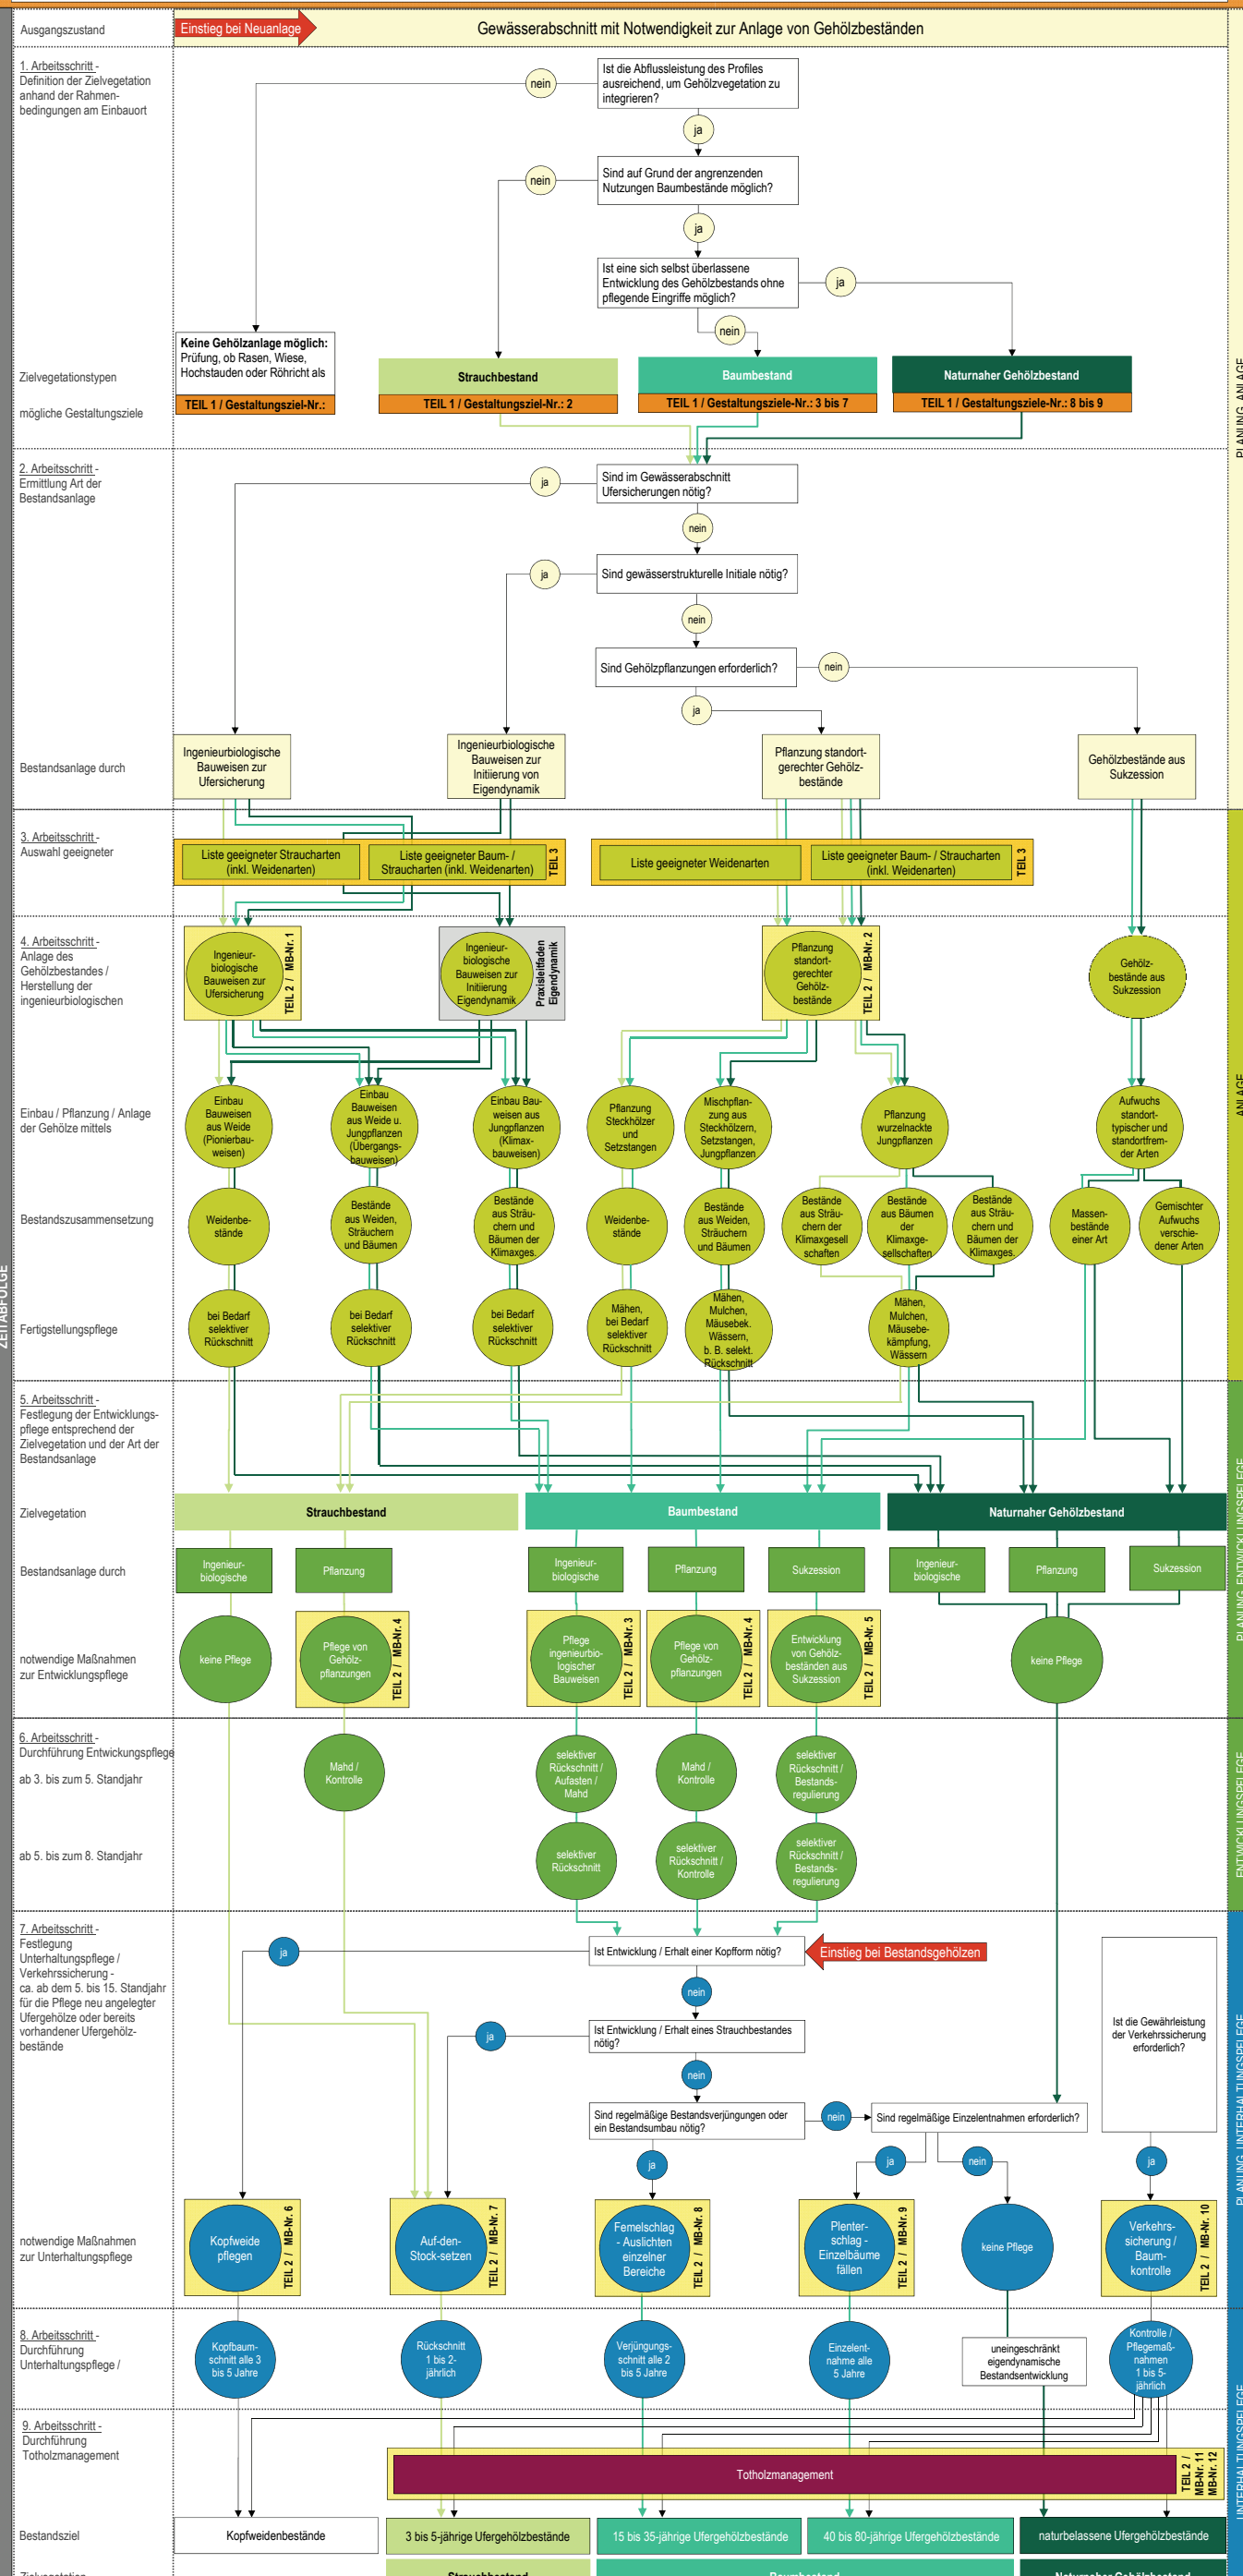 Ausgangszustand
Einstieg bei Neuanlage
Gewässerabschnitt mit Notwendigkeit zur Anlage von Gehölzbeständen
1. Arbeitsschritt -
Definition der Zielvegetation
anhand der Rahmen-
bedingungen am Einbauort
Ist die Abflussleistung des Profiles
ausreichend, um Gehölzvegetation zu
integrieren?
nein
ja
Sind auf Grund der angrenzenden
Nutzungen Baumbestände möglich?
nein
ja
Ist eine sich selbst überlassene
Entwicklung des Gehölzbestands ohne
pflegende Eingriffe möglich?
ja
nein
Keine Gehölzanlage möglich:
Prüfung, ob Rasen, Wiese,
Hochstauden oder Röhricht als
Zielvegetationstypen
Strauchbestand
Baumbestand
Naturnaher Gehölzbestand
mögliche Gestaltungsziele
TEIL 1 / Gestaltungsziel-Nr.:
TEIL 1 / Gestaltungsziel-Nr.: 2
TEIL 1 / Gestaltungsziele-Nr.: 3 bis 7
TEIL 1 / Gestaltungsziele-Nr.: 8 bis 9
PLANUNG ANLAGE
2. Arbeitsschritt -
Ermittlung Art der
Bestandsanlage
Sind im Gewässerabschnitt
Ufersicherungen nötig?
ja
nein
Sind gewässerstrukturelle Initiale nötig?
ja
nein
Sind Gehölzpflanzungen erforderlich?
nein
ja
Bestandsanlage durch
Ingenieurbiologische
Bauweisen zur
Ufersicherung
Ingenieurbiologische
Bauweisen zur
Initiierung von
Eigendynamik
Pflanzung standort-
gerechter Gehölz-
bestände
Gehölzbestände aus
Sukzession
3. Arbeitsschritt -
Auswahl geeigneter
Liste geeigneter Straucharten
(inkl. Weidenarten)
Liste geeigneter Baum- /
Straucharten (inkl. Weidenarten)
TEIL 3
Liste geeigneter Weidenarten
Liste geeigneter Baum- / Straucharten
(inkl. Weidenarten)
TEIL 3
4. Arbeitsschritt -
Anlage des
Gehölzbestandes /
Herstellung der
ingenieurbiologischen
Ingenieur-
biologische
Bauweisen zur
Ufersicherung
TEIL 2 / MB-Nr. 1
Ingenieur-
biologische
Bauweisen zur
Initiierung
Eigendynamik
Praxisleitfaden
Eigendynamik
Pflanzung
standort-
gerechter
Gehölz-
bestände
TEIL 2 / MB-Nr. 2
Gehölz-
bestände aus
Sukzession
ANLAGE
Einbau / Pflanzung / Anlage
der Gehölze mittels
Einbau
Bauweisen
aus Weide
(Pionierbau-
weisen)
Einbau
Bauweisen
aus Weide u.
Jungpflanzen
(Übergangs-
bauweisen)
Einbau Bau-
weisen aus
Jungpflanzen
(Klimax-
bauweisen)
Pflanzung
Steckhölzer
und
Setzstangen
Mischpflan-
zung aus
Steckhölzern,
Setzstangen,
Jungpflanzen
Pflanzung
wurzelnackte
Jungpflanzen
Aufwuchs
standort-
typischer und
standortfrem-
der Arten
Bestandszusammensetzung
Weidenbe-
stände
Bestände
aus Weiden,
Sträuchern
und Bäumen
Bestände
aus Sträu-
chern und
Bäumen der
Klimaxges.
Weidenbe-
stände
Bestände
aus Weiden,
Sträuchern
und Bäumen
Bestände
aus Sträu-
chern der
Klimaxgesell
schaften
Bestände
aus Bäumen
der
Klimaxge-
sellschaften
Bestände
aus Sträu-
chern und
Bäumen der
Klimaxges.
Massen-
bestände
einer Art
Gemischter
Aufwuchs
verschie-
dener Arten
ZEITABFOLGE
Fertigstellungspflege
bei Bedarf
selektiver
Rückschnitt
bei Bedarf
selektiver
Rückschnitt
bei Bedarf
selektiver
Rückschnitt
Mähen,
bei Bedarf
selektiver
Rückschnitt
Mähen,
Mulchen,
Mäusebek.
Wässern,
b. B. selekt.
Rückschnitt
Mähen,
Mulchen,
Mäusebe-
kämpfung,
Wässern
5. Arbeitsschritt -
Festlegung der Entwicklungs-
pflege entsprechend der
Zielvegetation und der Art der
Bestandsanlage
PLANUNG ENTWICKLUNGSPFLEGE
Zielvegetation
Strauchbestand
Baumbestand
Naturnaher Gehölzbestand
Bestandsanlage durch
Ingenieur-
biologische
Pflanzung
Ingenieur-
biologische
Pflanzung
Sukzession
Ingenieur-
biologische
Pflanzung
Sukzession
notwendige Maßnahmen
zur Entwicklungspflege
keine Pflege
Pflege von
Gehölz-
pflanzungen
TEIL 2 / MB-Nr. 4
Pflege
ingenieurbio-
logischer
Bauweisen
TEIL 2 / MB-Nr. 3
Pflege von
Gehölz-
pflanzungen
TEIL 2 / MB-Nr. 4
Entwicklung
von Gehölz-
beständen aus
Sukzession
TEIL 2 / MB-Nr. 5
keine Pflege
6. Arbeitsschritt -
Durchführung Entwickungspflege
ab 3. bis zum 5. Standjahr
Mahd /
Kontrolle
selektiver
Rückschnitt /
Aufasten /
Mahd
Mahd /
Kontrolle
selektiver
Rückschnitt /
Bestands-
regulierung
ENTWICKLUNGSPFLEGE
ab 5. bis zum 8. Standjahr
selektiver
Rückschnitt
selektiver
Rückschnitt /
Kontrolle
selektiver
Rückschnitt /
Bestands-
regulierung
7. Arbeitsschritt -
Festlegung
Unterhaltungspflege /
Verkehrssicherung -
ca. ab dem 5. bis 15. Standjahr
für die Pflege neu angelegter
Ufergehölze oder bereits
vorhandener Ufergehölz-
bestände
ja
Ist Entwicklung / Erhalt einer Kopfform nötig?
Einstieg bei Bestandsgehölzen
nein
ja
Ist Entwicklung / Erhalt eines Strauchbestandes
nötig?
nein
Ist die Gewährleistung
der Verkehrssicherung
erforderlich?
Sind regelmäßige Bestandsverjüngungen oder
ein Bestandsumbau nötig?
nein
Sind regelmäßige Einzelentnahmen erforderlich?
ja
ja
nein
ja
PLANUNG UNTERHALTUNGSPFLEGE
notwendige Maßnahmen
zur Unterhaltungspflege
Kopfweide
pflegen
TEIL 2 / MB-Nr. 6
Auf-den-
Stock-setzen
TEIL 2 / MB-Nr. 7
Femelschlag
- Auslichten
einzelner
Bereiche
TEIL 2 / MB-Nr. 8
Plenter-
schlag -
Einzelbäume
fällen
TEIL 2 / MB-Nr. 9
keine Pflege
Verkehrs-
sicherung /
Baum-
kontrolle
TEIL 2 / MB-Nr. 10
8. Arbeitsschritt -
Durchführung
Unterhaltungspflege /
Kopfbaum-
schnitt alle 3
bis 5 Jahre
Rückschnitt
1 bis 2-
jährlich
Verjüngungs-
schnitt alle 2
bis 5 Jahre
Einzelent-
nahme alle
5 Jahre
uneingeschränkt
eigendynamische
Bestandsentwicklung
Kontrolle /
Pflegemaß-
nahmen
1 bis 5-
jährlich
UNTERHALTUNGSPFLEGE
9. Arbeitsschritt -
Durchführung
Totholzmanagement
Totholzmanagement
TEIL 2 /
MB-Nr. 11
MB-Nr. 12
Bestandsziel
Kopfweidenbestände
3 bis 5-jährige Ufergehölzbestände
15 bis 35-jährige Ufergehölzbestände
40 bis 80-jährige Ufergehölzbestände
naturbelassene Ufergehölzbestände
Zielvegetation
Strauchbestand
Baumbestand
Naturnaher Gehölzbestand